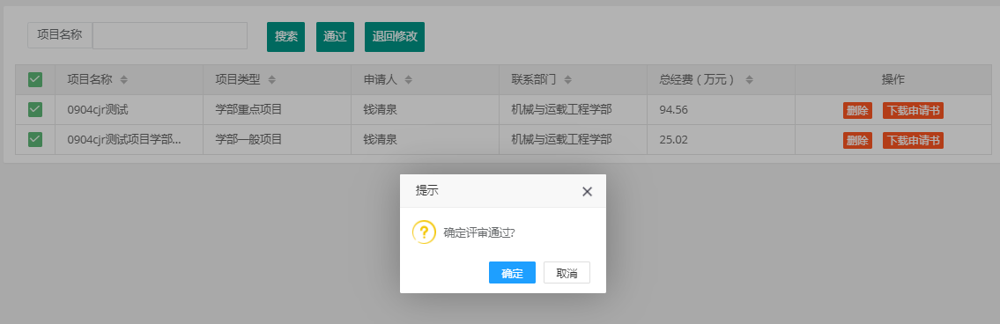 项目名称 搜索 通过 退回修改
项目名称 项目类型 申请人 联系部门 总经费（万元） 操作
0904cjr测试 学部重点项目 钱清泉 机械与运载工程学部 94.56 删除 下载申请书
0904cjr测试项目学部... 学部一般项目 钱清泉 机械与运载工程学部 25.02 删除 下载申请书
提示
确定评审通过?
确定 取消